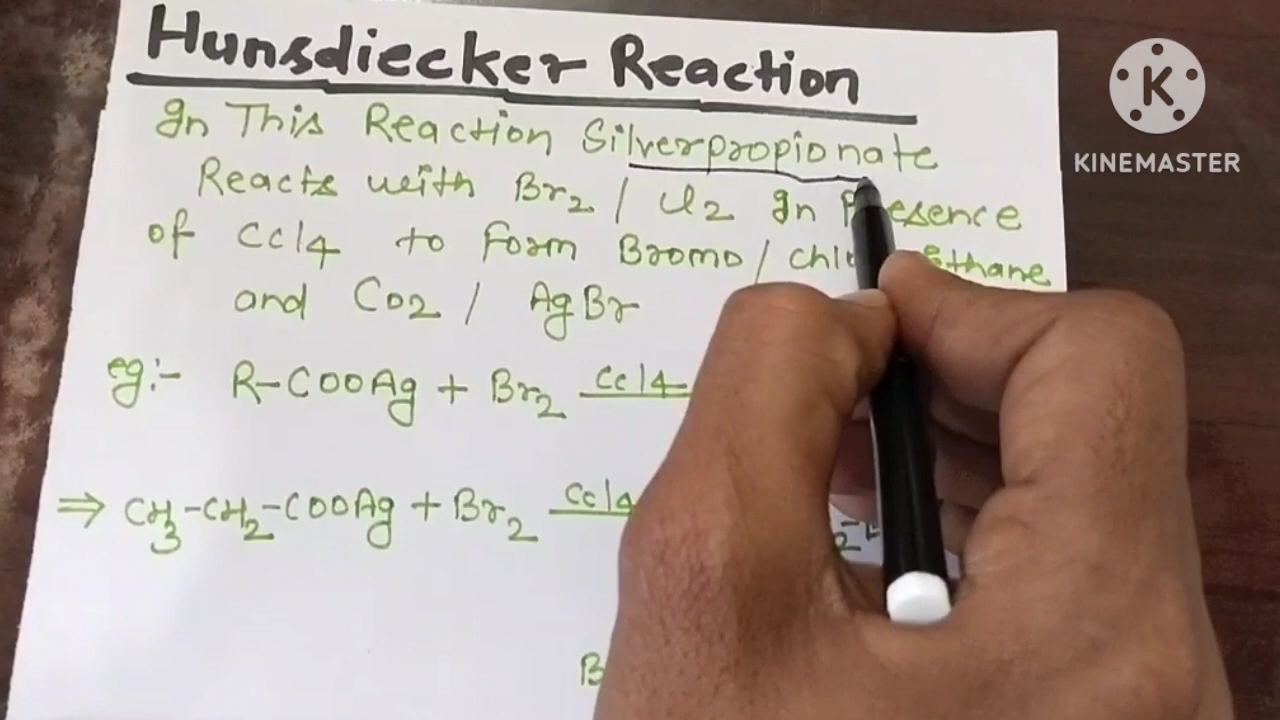 Hunsdiecker Reaction
In This Reaction Silverpropionate
Reacts with Br2 / Cl2 In Presence
of CCl4 to Form Bromo /
and CO2 / AgBr
eg:- R-COOAg + Br2 CCl4
⇒ CH3-CH2-COOAg + Br2 CCl4
K
KINEMASTER